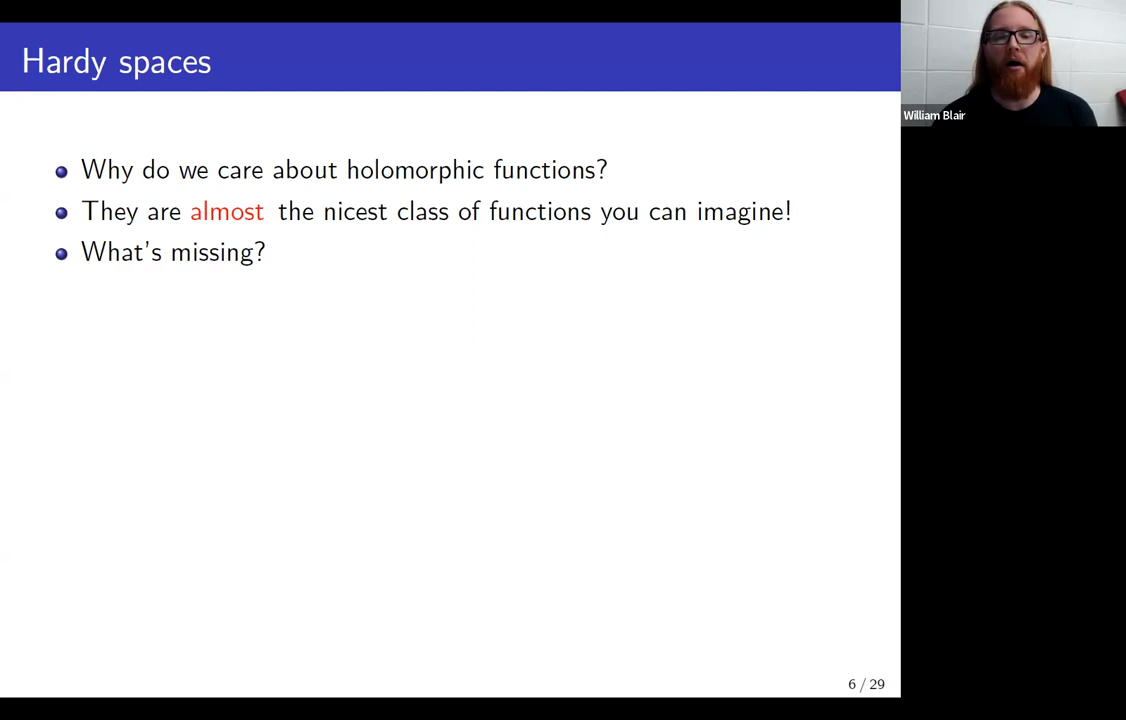 Hardy spaces
Why do we care about holomorphic functions?
They are almost the nicest class of functions you can imagine!
What's missing?
6 / 29
William Blair